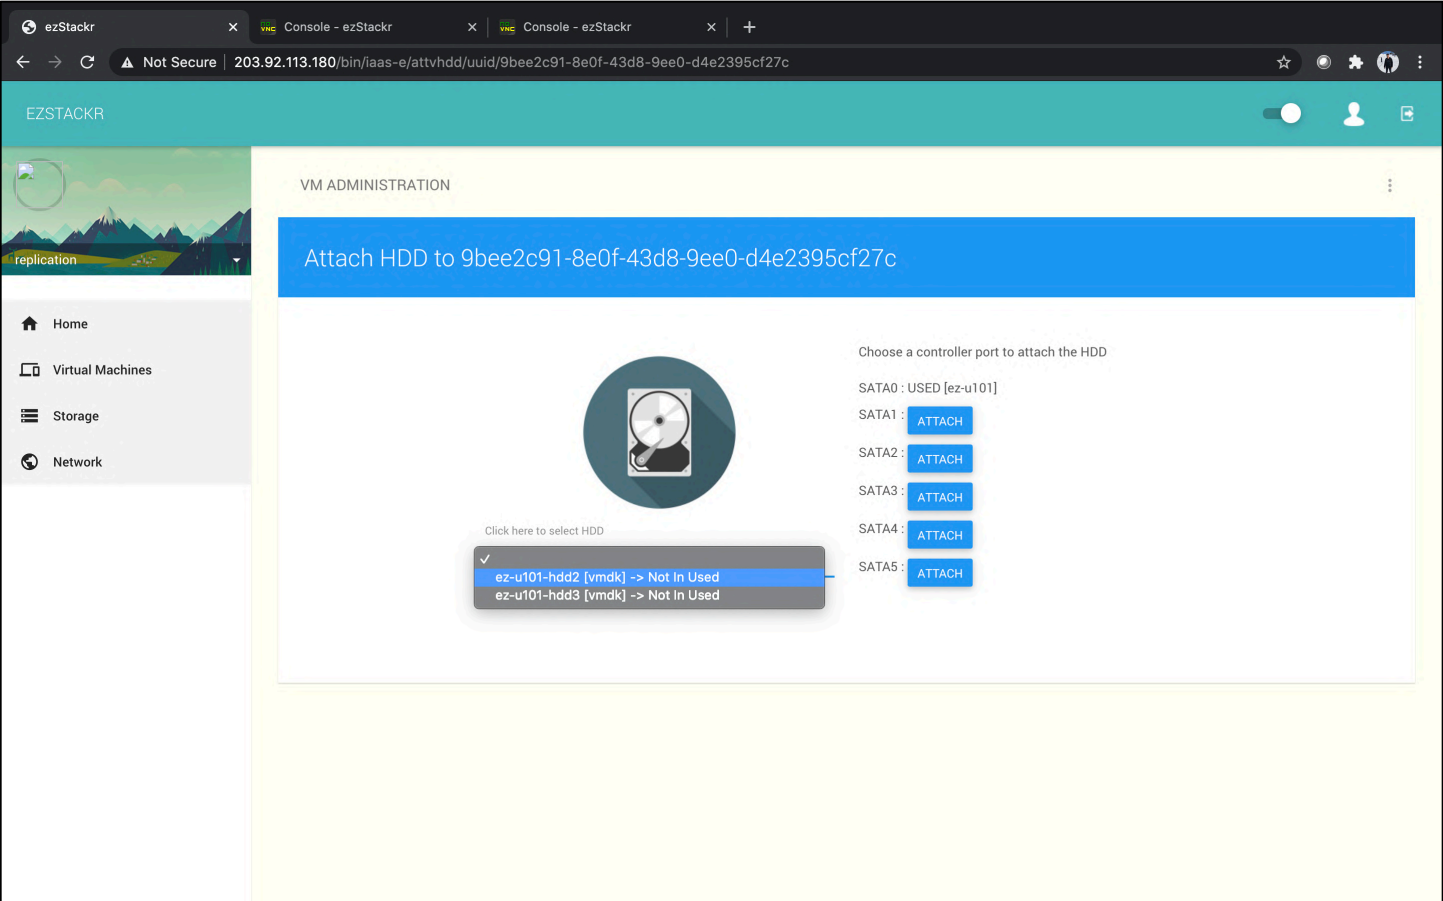 ezStackr
VNC Console - ezStackr
VNC Console - ezStackr
Not Secure 203.92.113.180/bin/iaas-e/attvhdd/uuid/9bee2c91-8e0f-43d8-9ee0-d4e2395cf27c
EZSTACKR
replication
Home
Virtual Machines
Storage
Network
VM ADMINISTRATION
Attach HDD to 9bee2c91-8e0f-43d8-9ee0-d4e2395cf27c
Click here to select HDD
ez-u101-hdd2 [vmdk] -> Not In Used
ez-u101-hdd3 [vmdk] -> Not In Used
Choose a controller port to attach the HDD
SATA0 : USED [ez-u101]
SATA1 : ATTACH
SATA2 : ATTACH
SATA3 : ATTACH
SATA4 : ATTACH
SATA5 : ATTACH